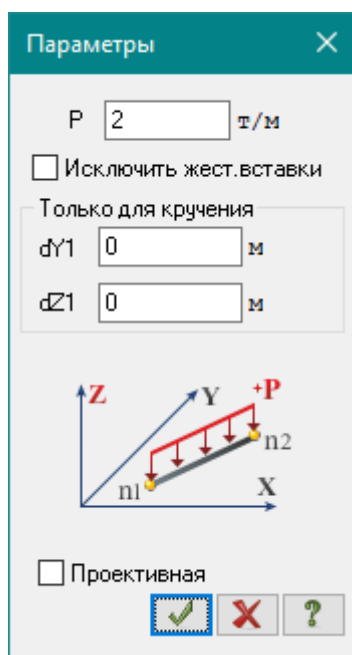 Параметры
P 2 т/м
Исключить жест.вставки
Только для кручения
dY1 0 м
dZ1 0 м
Z Y +P
n1 n2
X
Проективная
?